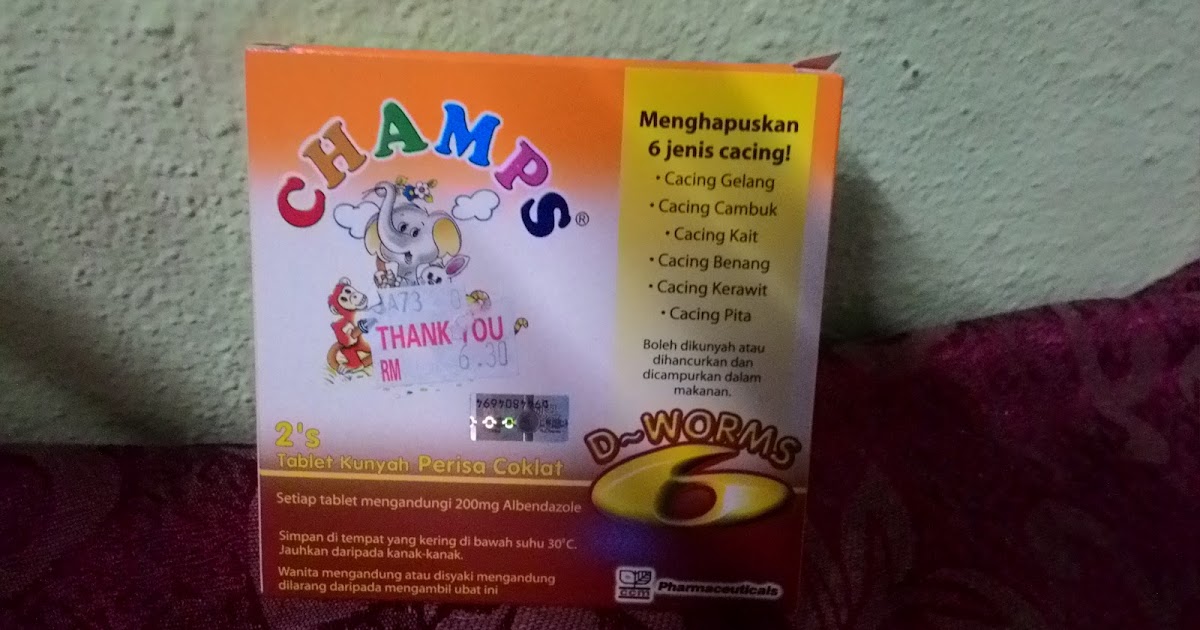 CHAMPS®
THANK YOU
RM 6.30
2's
Tablet Kunyah Perisa Coklat
Setiap tablet mengandungi 200mg Albendazole
Simpan di tempat yang kering di bawah suhu 30°C.
Jauhkan daripada kanak-kanak.
Wanita mengandung atau disyaki mengandung
dilarang daripada mengambil ubat ini
Menghapuskan
6 jenis cacing!
• Cacing Gelang
• Cacing Cambuk
• Cacing Kait
• Cacing Benang
• Cacing Kerawit
• Cacing Pita
Boleh dikunyah atau
dihancurkan dan
dicampurkan dalam
makanan.
D~WORMS
6
ccm Pharmaceuticals